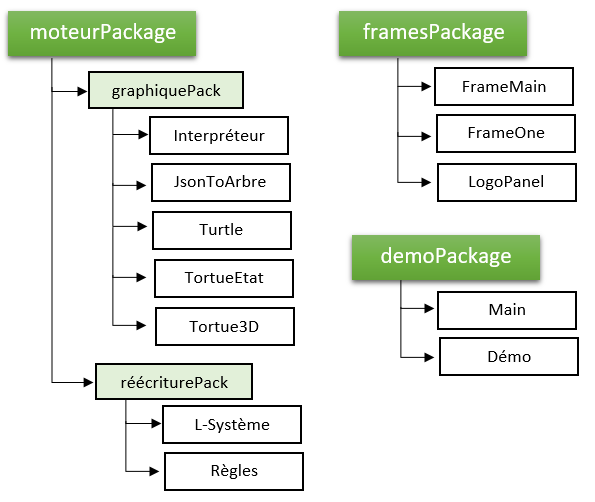 moteurPackage
graphiquePack
Interpréteur
JsonToArbre
Turtle
TortueEtat
Tortue3D
réécriturePack
L-Système
Règles
framesPackage
FrameMain
FrameOne
LogoPanel
demoPackage
Main
Démo